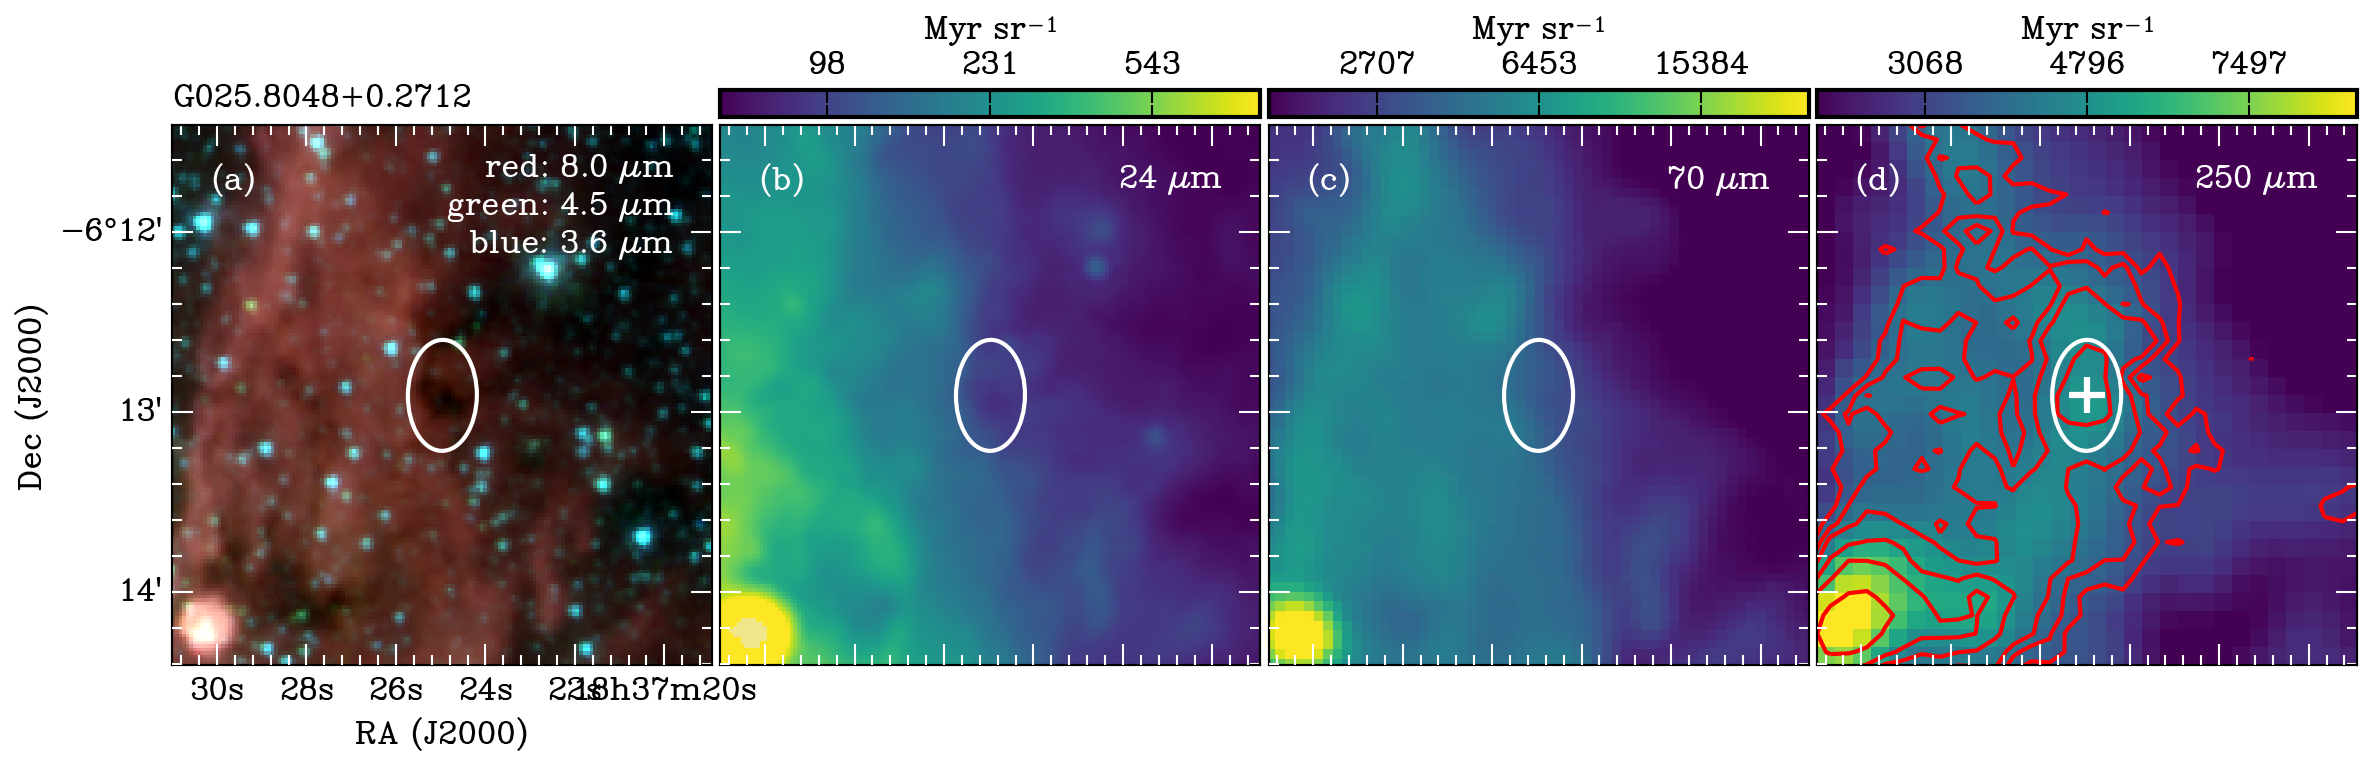 Myr sr⁻¹
Myr sr⁻¹
Myr sr⁻¹
98 231 543
2707 6453 15384
3068 4796 7497
G025.8048+0.2712
(a)
red: 8.0 μm
green: 4.5 μm
blue: 3.6 μm
(b)
24 μm
(c)
70 μm
(d)
250 μm
−6°12'
13'
14'
Dec (J2000)
30s 28s 26s 24s 22s 18h37m20s
RA (J2000)